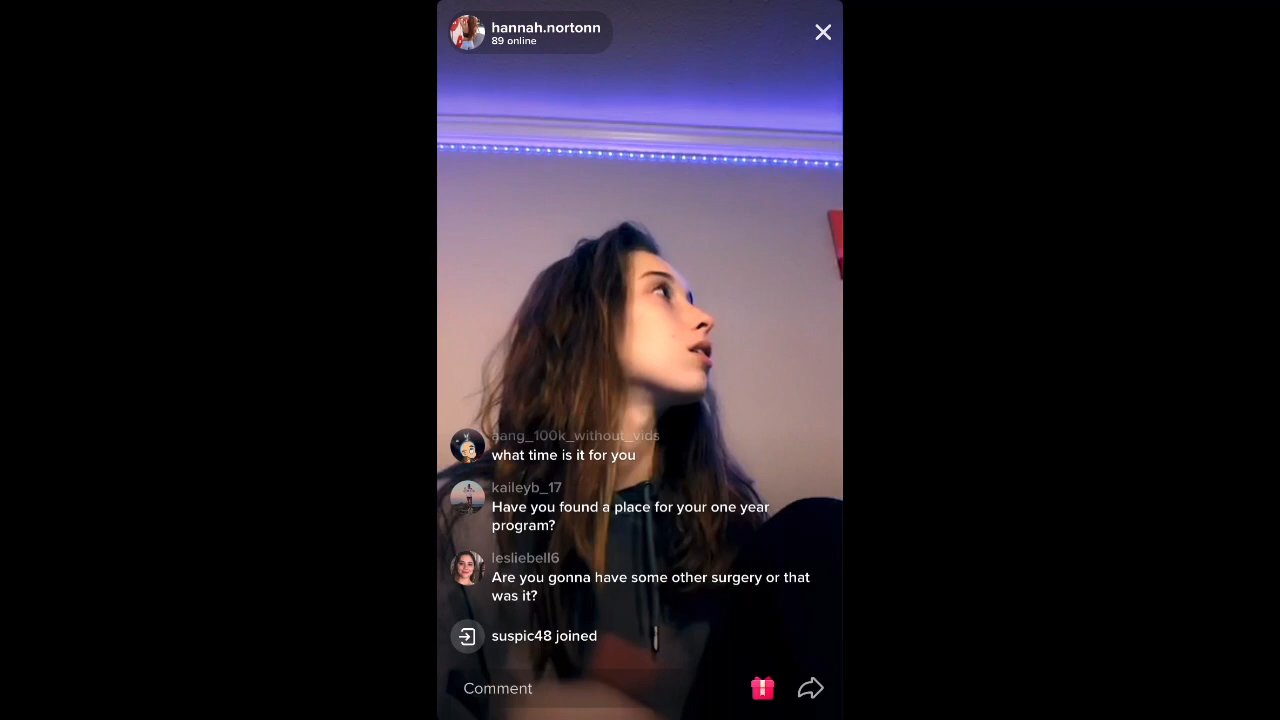 hannah.nortonn
89 online
aang_100k_without_vids
what time is it for you
kaileyb_17
Have you found a place for your one year
program?
lesliebell6
Are you gonna have some other surgery or that
was it?
suspic48 joined
Comment